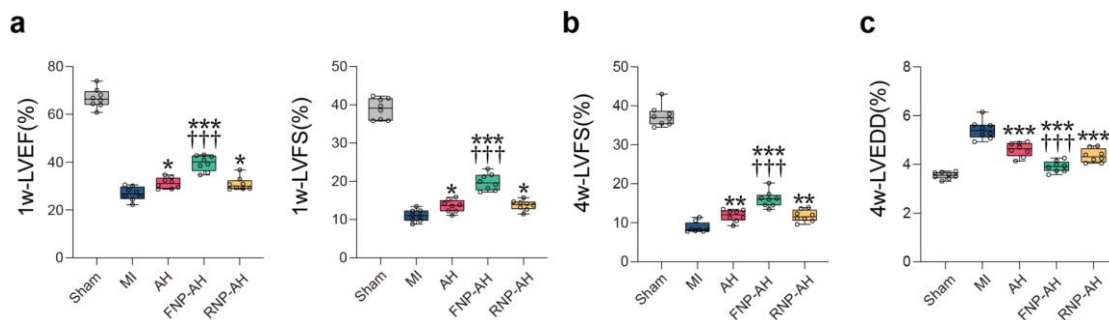 a
b
c
1w-LVEF(%)
80
60
40
20
0
*
***
†††
*
Sham
MI
AH
FNP-AH
RNP-AH
1w-LVFS(%)
50
40
30
20
10
0
*
***
†††
*
Sham
MI
AH
FNP-AH
RNP-AH
4w-LVFS(%)
50
40
30
20
10
0
**
***
†††
**
Sham
MI
AH
FNP-AH
RNP-AH
4w-LVEDD(%)
8
6
4
2
0
***
***
†††
***
Sham
MI
AH
FNP-AH
RNP-AH